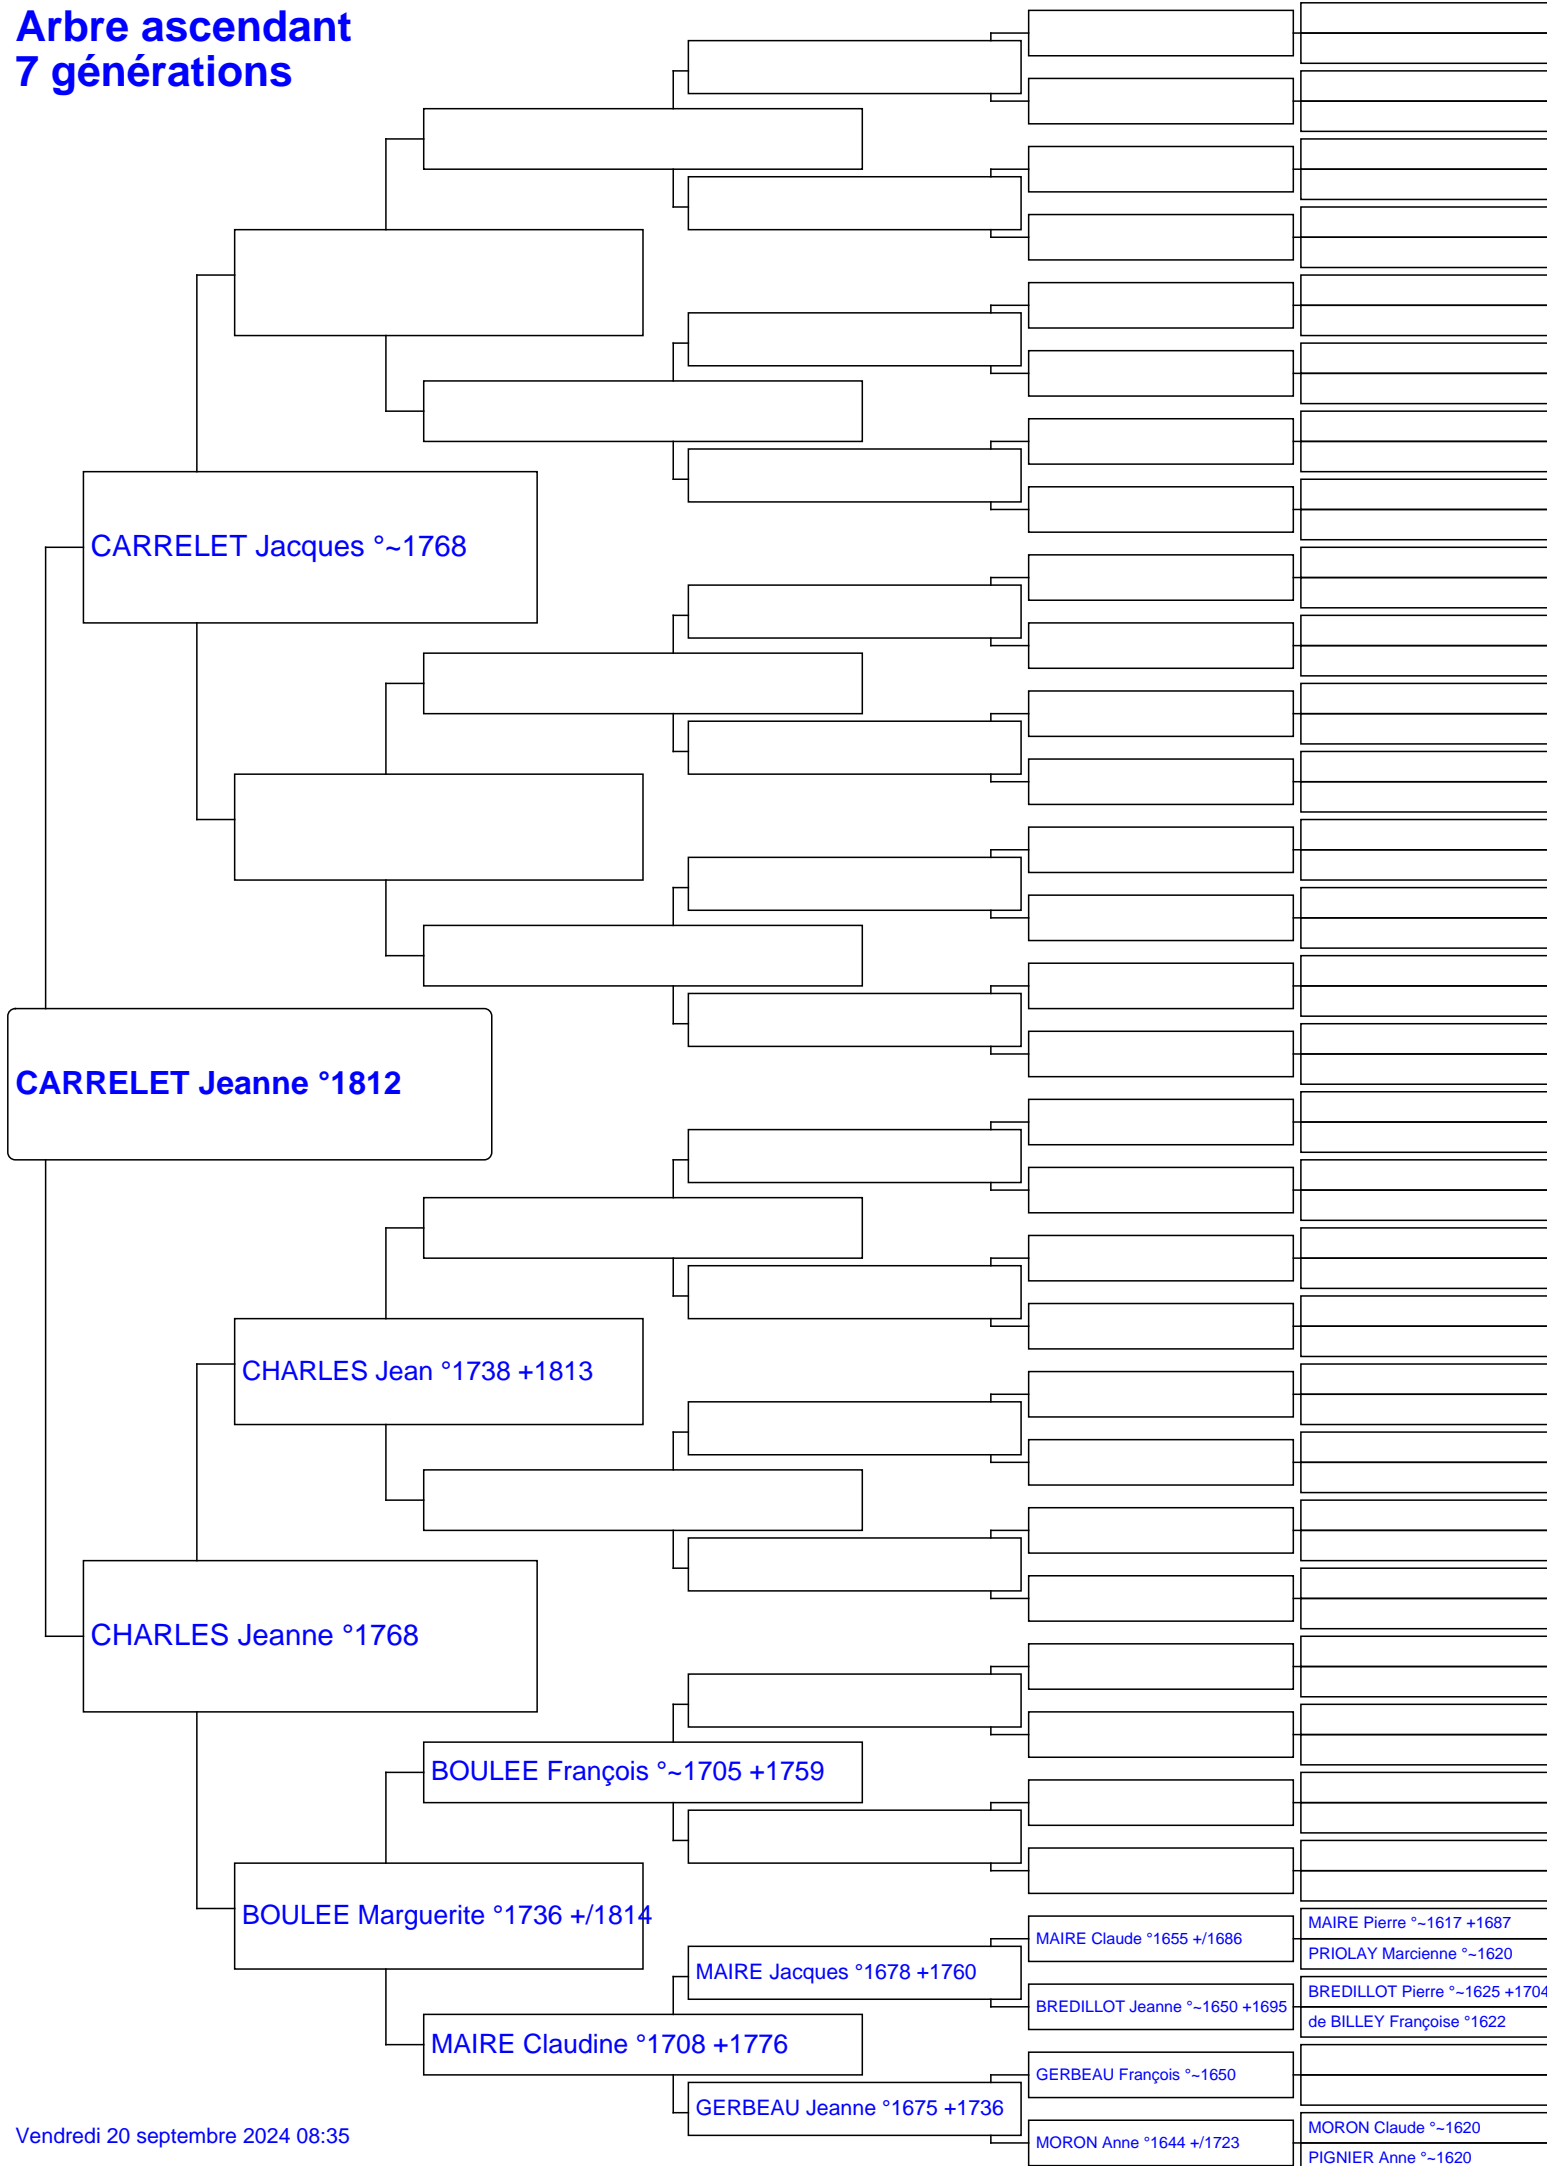 Arbre ascendant
7 générations
CARRELET Jacques °~1768
CARRELET Jeanne °1812
CHARLES Jean °1738 +1813
CHARLES Jeanne °1768
BOULEE François °~1705 +1759
BOULEE Marguerite °1736 +/1814
MAIRE Pierre °~1617 +1687
MAIRE Claude °1655 +/1686
PRIOLAY Marcienne °~1620
MAIRE Jacques °1678 +1760
BREDILLOT Pierre °~1625 +1704
BREDILLOT Jeanne °~1650 +1695
de BILLEY Françoise °1622
MAIRE Claudine °1708 +1776
GERBEAU François °~1650
GERBEAU Jeanne °1675 +1736
MORON Claude °~1620
MORON Anne °1644 +/1723
PIGNIER Anne °~1620
Vendredi 20 septembre 2024 08:35